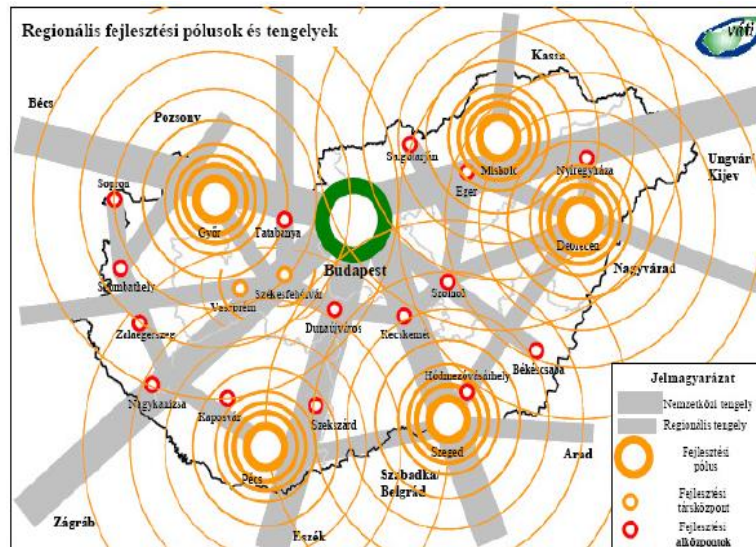 Regionális fejlesztési pólusok és tengelyek
váti
Kassa
Bécs
Pozsony
Salgótarján
Miskolc
Ungvár
Kijev
Nyíregyháza
Eger
Sopron
Győr
Tatabánya
Debrecen
Budapest
Nagyvárad
Szombathely
Székesfehérvár
Veszprém
Szolnok
Zalaegerszeg
Dunaújváros
Kecskemét
Békéscsaba
Hódmezővásárhely
Nagykanizsa
Kaposvár
Szekszárd
Szeged
Arad
Pécs
Szabadka/
Belgrád
Zágráb
Eszék
Jelmagyarázat
Nemzetközi tengely
Regionális tengely
Fejlesztési
pólus
Fejlesztési
társközpont
Fejlesztési
alközpontok